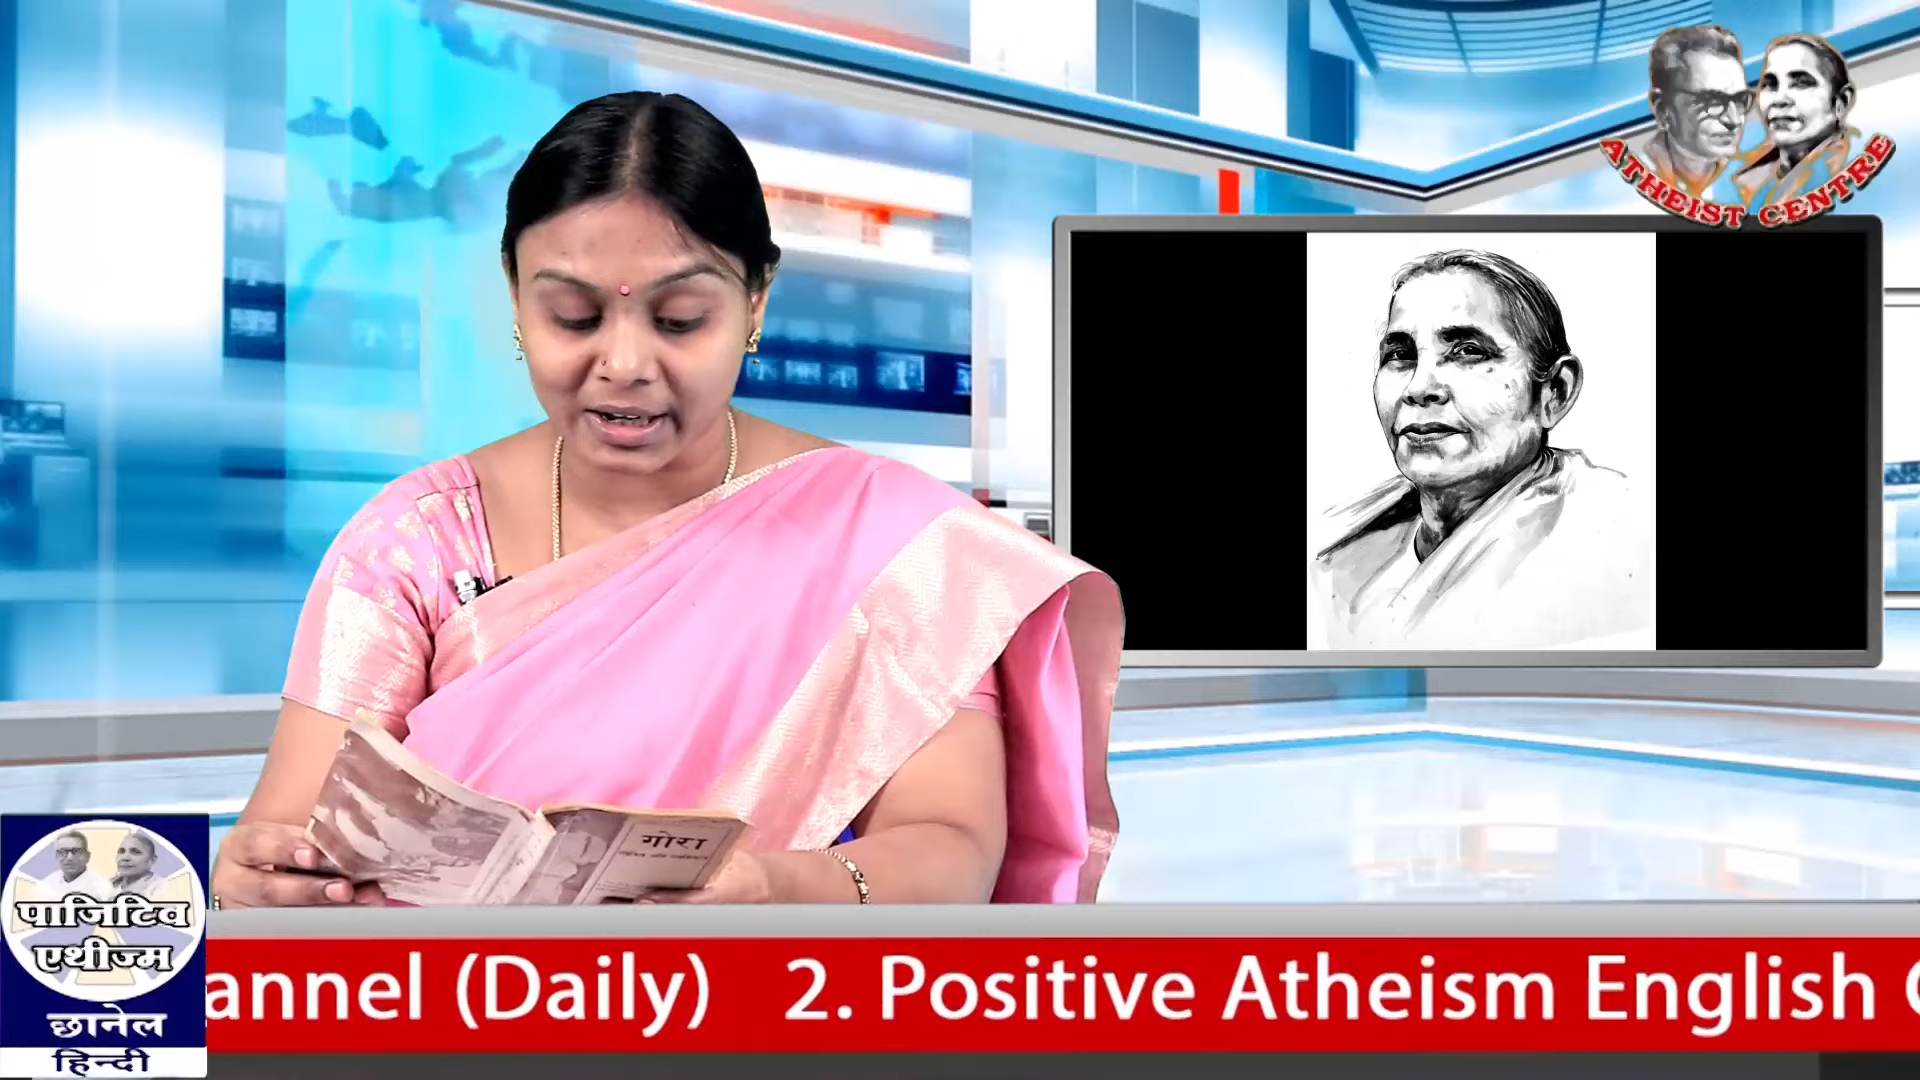 ATHEIST CENTRE
गोरा
पाजिटिव
एथीज्म
छानेल
हिन्दी
annel (Daily) 2. Positive Atheism English C